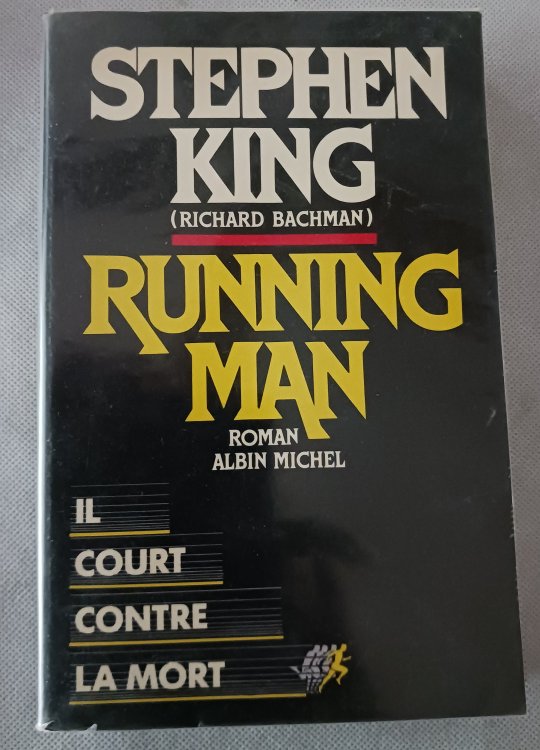 STEPHEN
KING
(RICHARD BACHMAN)
RUNNING
MAN
ROMAN
ALBIN MICHEL
IL
COURT
CONTRE
LA MORT